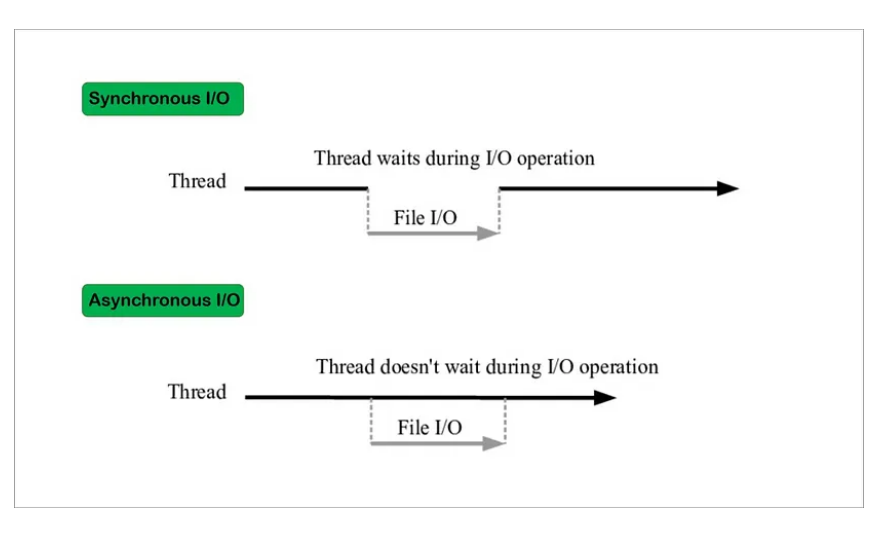 Synchronous I/O
Thread waits during I/O operation
Thread
File I/O
Asynchronous I/O
Thread doesn't wait during I/O operation
Thread
File I/O